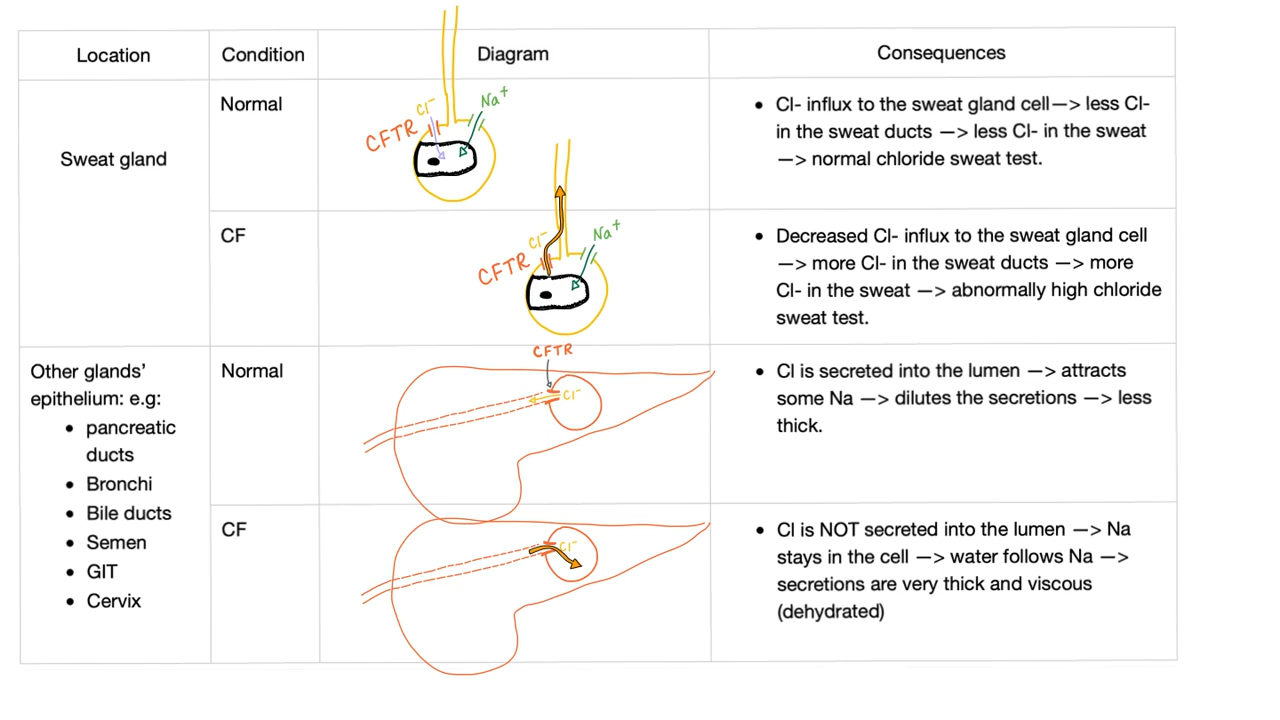 Location
Condition
Diagram
Consequences
Sweat gland
Normal
Cl⁻
Na⁺
CFTR
• Cl- influx to the sweat gland cell—> less Cl-
in the sweat ducts —> less Cl- in the sweat
—> normal chloride sweat test.
CF
Cl⁻
Na⁺
CFTR
• Decreased Cl- influx to the sweat gland cell
—> more Cl- in the sweat ducts —> more
Cl- in the sweat —> abnormally high chloride
sweat test.
Other glands’
epithelium: e.g:
• pancreatic
ducts
• Bronchi
• Bile ducts
• Semen
• GIT
• Cervix
Normal
CFTR
Cl⁻
• Cl is secreted into the lumen —> attracts
some Na —> dilutes the secretions —> less
thick.
CF
Cl⁻
• Cl is NOT secreted into the lumen —> Na
stays in the cell —> water follows Na —>
secretions are very thick and viscous
(dehydrated)